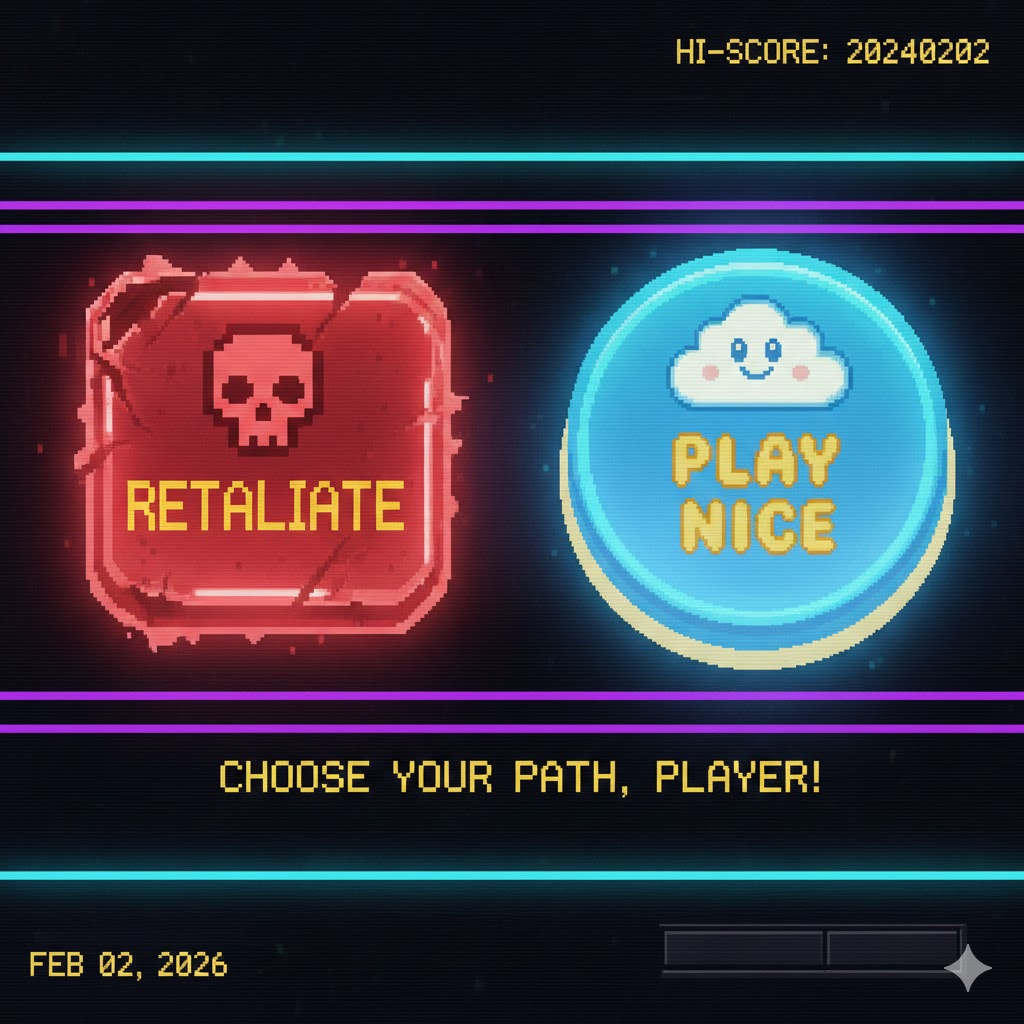 HI-SCORE: 20240202
RETALIATE
PLAY
NICE
CHOOSE YOUR PATH, PLAYER!
FEB 02, 2026